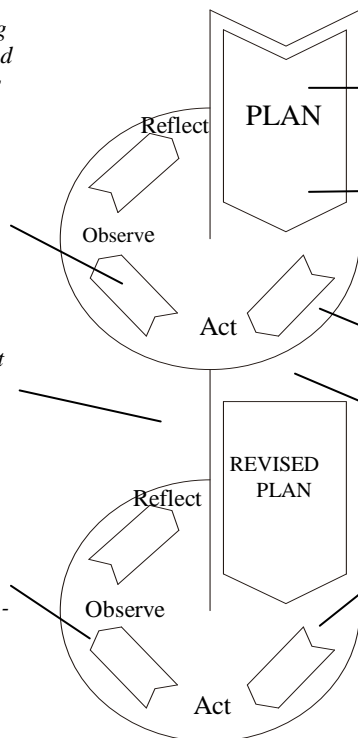 Reflect
PLAN
Observe
Act
REVISED
PLAN
Reflect
Observe
Act